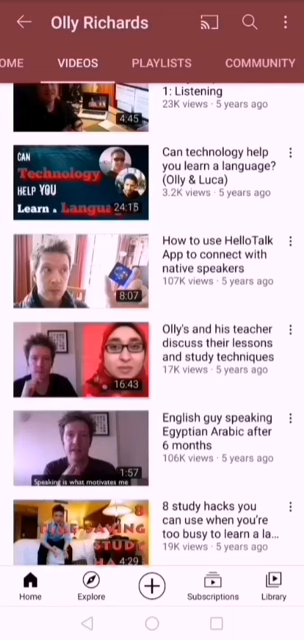 Olly Richards
OME VIDEOS PLAYLISTS COMMUNITY
1: Listening
23K views · 5 years ago
4:45
CAN
Technology
HELP YOU
Learn a
24:15
Can technology help
you learn a language?
(Olly & Luca)
3.2K views · 5 years ago
8:07
How to use HelloTalk
App to connect with
native speakers
107K views · 5 years ago
16:43
Olly's and his teacher
discuss their lessons
and study techniques
17K views · 5 years ago
1:57
Speaking is what motivates me
English guy speaking
Egyptian Arabic after
6 months
106K views · 5 years ago
8
STUD
4:29
8 study hacks you
can use when you're
too busy to learn a la...
19K views · 5 years ago
Home Explore Subscriptions Library